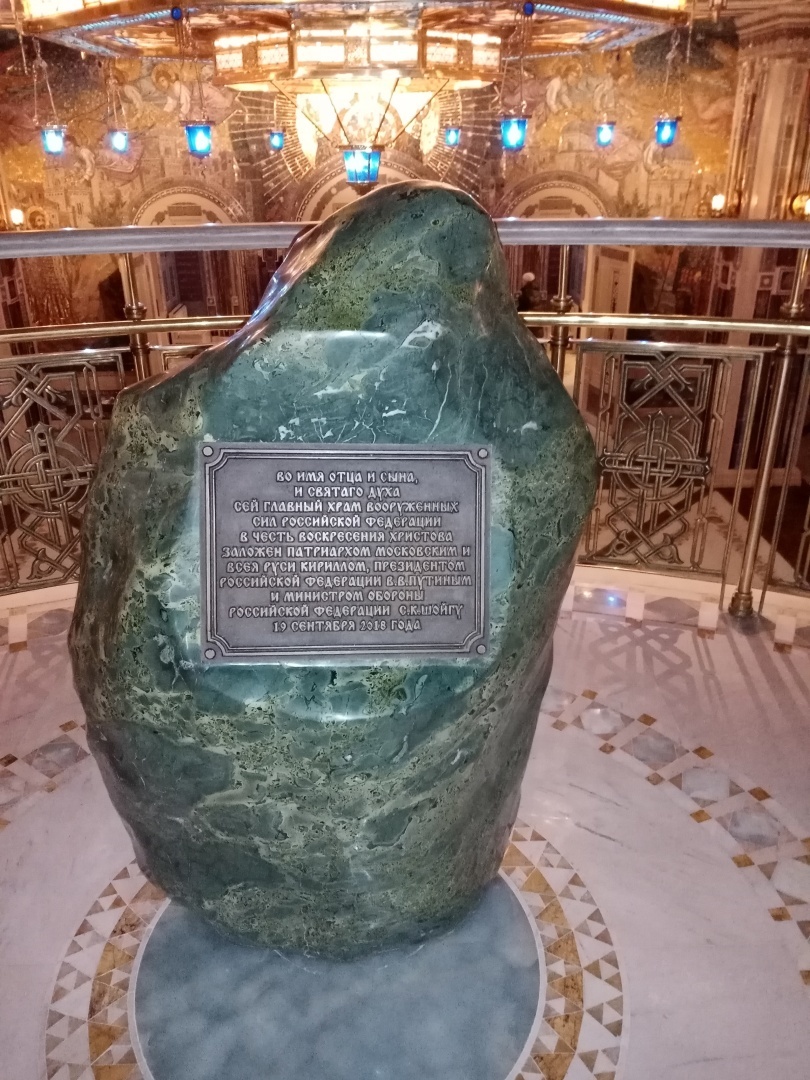 ВО ИМЯ ОТЦА И СЫНА,
И СВЯТАГО ДУХА
СЕЙ ГЛАВНЫЙ ХРАМ ВООРУЖЕННЫХ
СИЛ РОССИЙСКОЙ ФЕДЕРАЦИИ
В ЧЕСТЬ ВОСКРЕСЕНИЯ ХРИСТОВА
ЗАЛОЖЕН ПАТРИАРХОМ МОСКОВСКИМ И
ВСЕЯ РУСИ КИРИЛЛОМ, ПРЕЗИДЕНТОМ
РОССИЙСКОЙ ФЕДЕРАЦИИ В.В.ПУТИНЫМ
И МИНИСТРОМ ОБОРОНЫ
РОССИЙСКОЙ ФЕДЕРАЦИИ С.К.ШОЙГУ
19 СЕНТЯБРЯ 2018 ГОДА